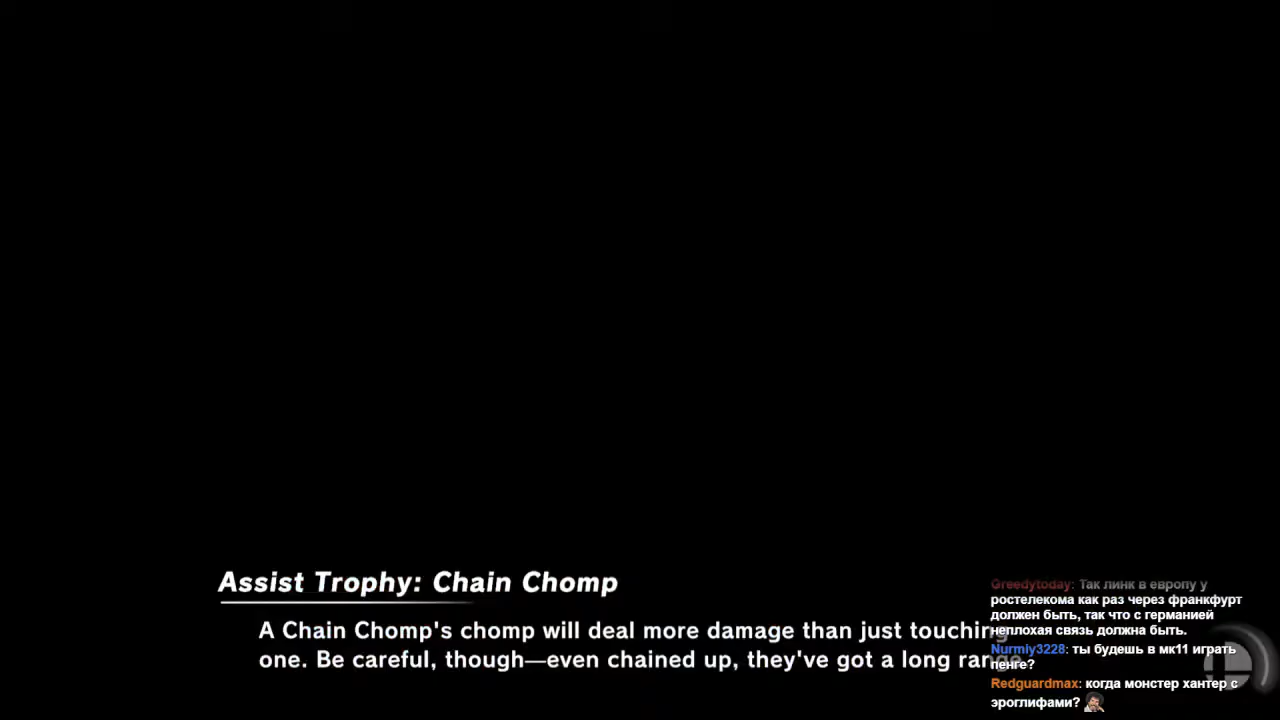 Assist Trophy: Chain Chomp
A Chain Chomp's chomp will deal more damage than just touching
one. Be careful, though—even chained up, they've got a long range.
Greedytoday: Так линк в европу у
ростелекома как раз через франкфурт
должен быть, так что с германией
неплохая связь должна быть.
Nurmiy3228: ты будешь в мк11 играть
пенге?
Redguardmax: когда монстер хантер с
эроглифами?